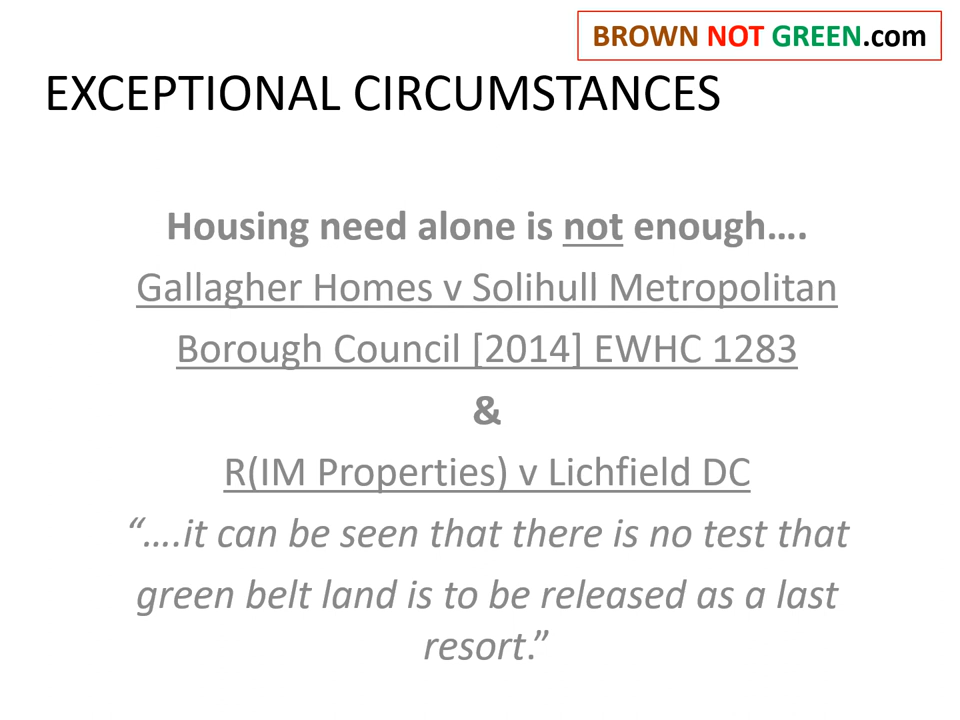 BROWN NOT GREEN.com
EXCEPTIONAL CIRCUMSTANCES
Housing need alone is not enough….
Gallagher Homes v Solihull Metropolitan
Borough Council [2014] EWHC 1283
&
R(IM Properties) v Lichfield DC
“….it can be seen that there is no test that
green belt land is to be released as a last
resort.”